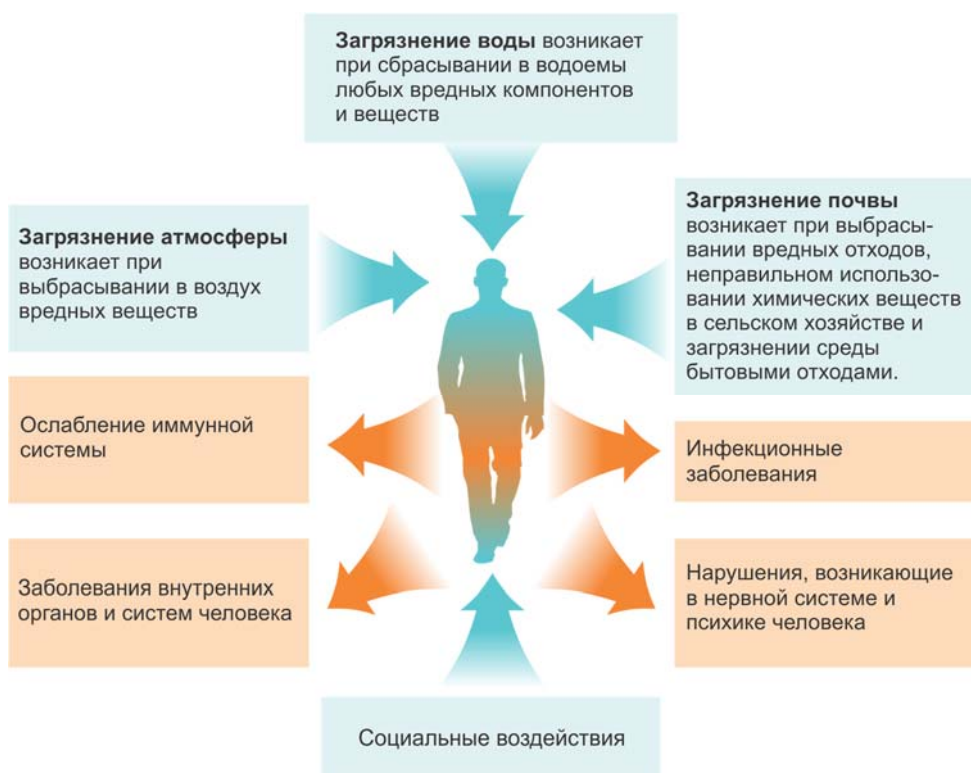 Загрязнение воды возникает
при сбрасывании в водоемы
любых вредных компонентов
и веществ
Загрязнение атмосферы
возникает при
выбрасывании в воздух
вредных веществ
Загрязнение почвы
возникает при выбрасы-
вании вредных отходов,
неправильном использо-
вании химических веществ
в сельском хозяйстве и
загрязнении среды
бытовыми отходами.
Ослабление иммунной
системы
Инфекционные
заболевания
Заболевания внутренних
органов и систем человека
Нарушения, возникающие
в нервной системе и
психике человека
Социальные воздействия